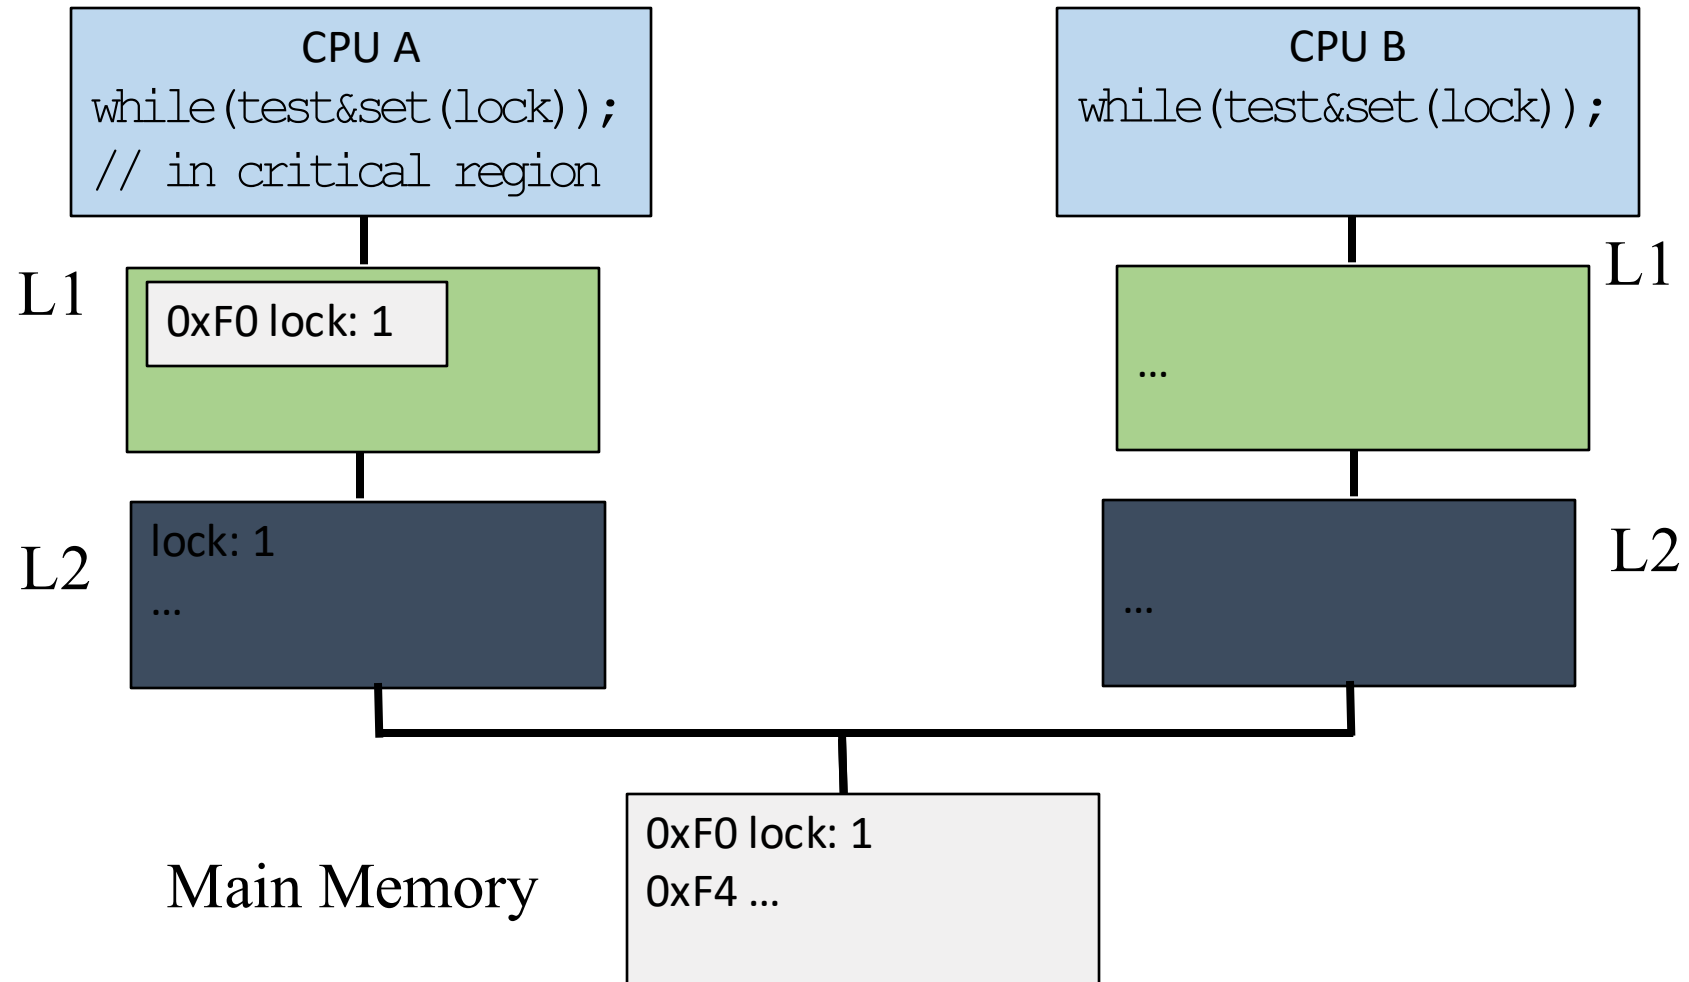 CPU A
while(test&set(lock));
// in critical region
CPU B
while(test&set(lock));
L1
0xF0 lock: 1
L1
…
L2
lock: 1
…
L2
…
Main Memory
0xF0 lock: 1
0xF4 …